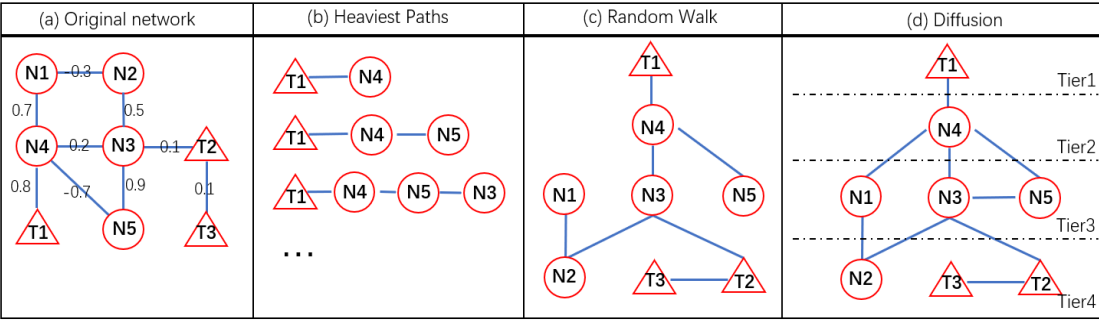 (a) Original network
(b) Heaviest Paths
(c) Random Walk
(d) Diffusion
N1 -0.3 N2
0.7 0.5
N4 0.2 N3 0.1 T2
0.8 -0.7 0.9 0.1
T1 N5 T3
T1 N4
T1 N4 N5
T1 N4 N5 N3
...
T1
N4
N1 N3 N5
N2 T3 T2
T1
Tier1
N4
Tier2
N1 N3 N5
Tier3
N2 T3 T2
Tier4